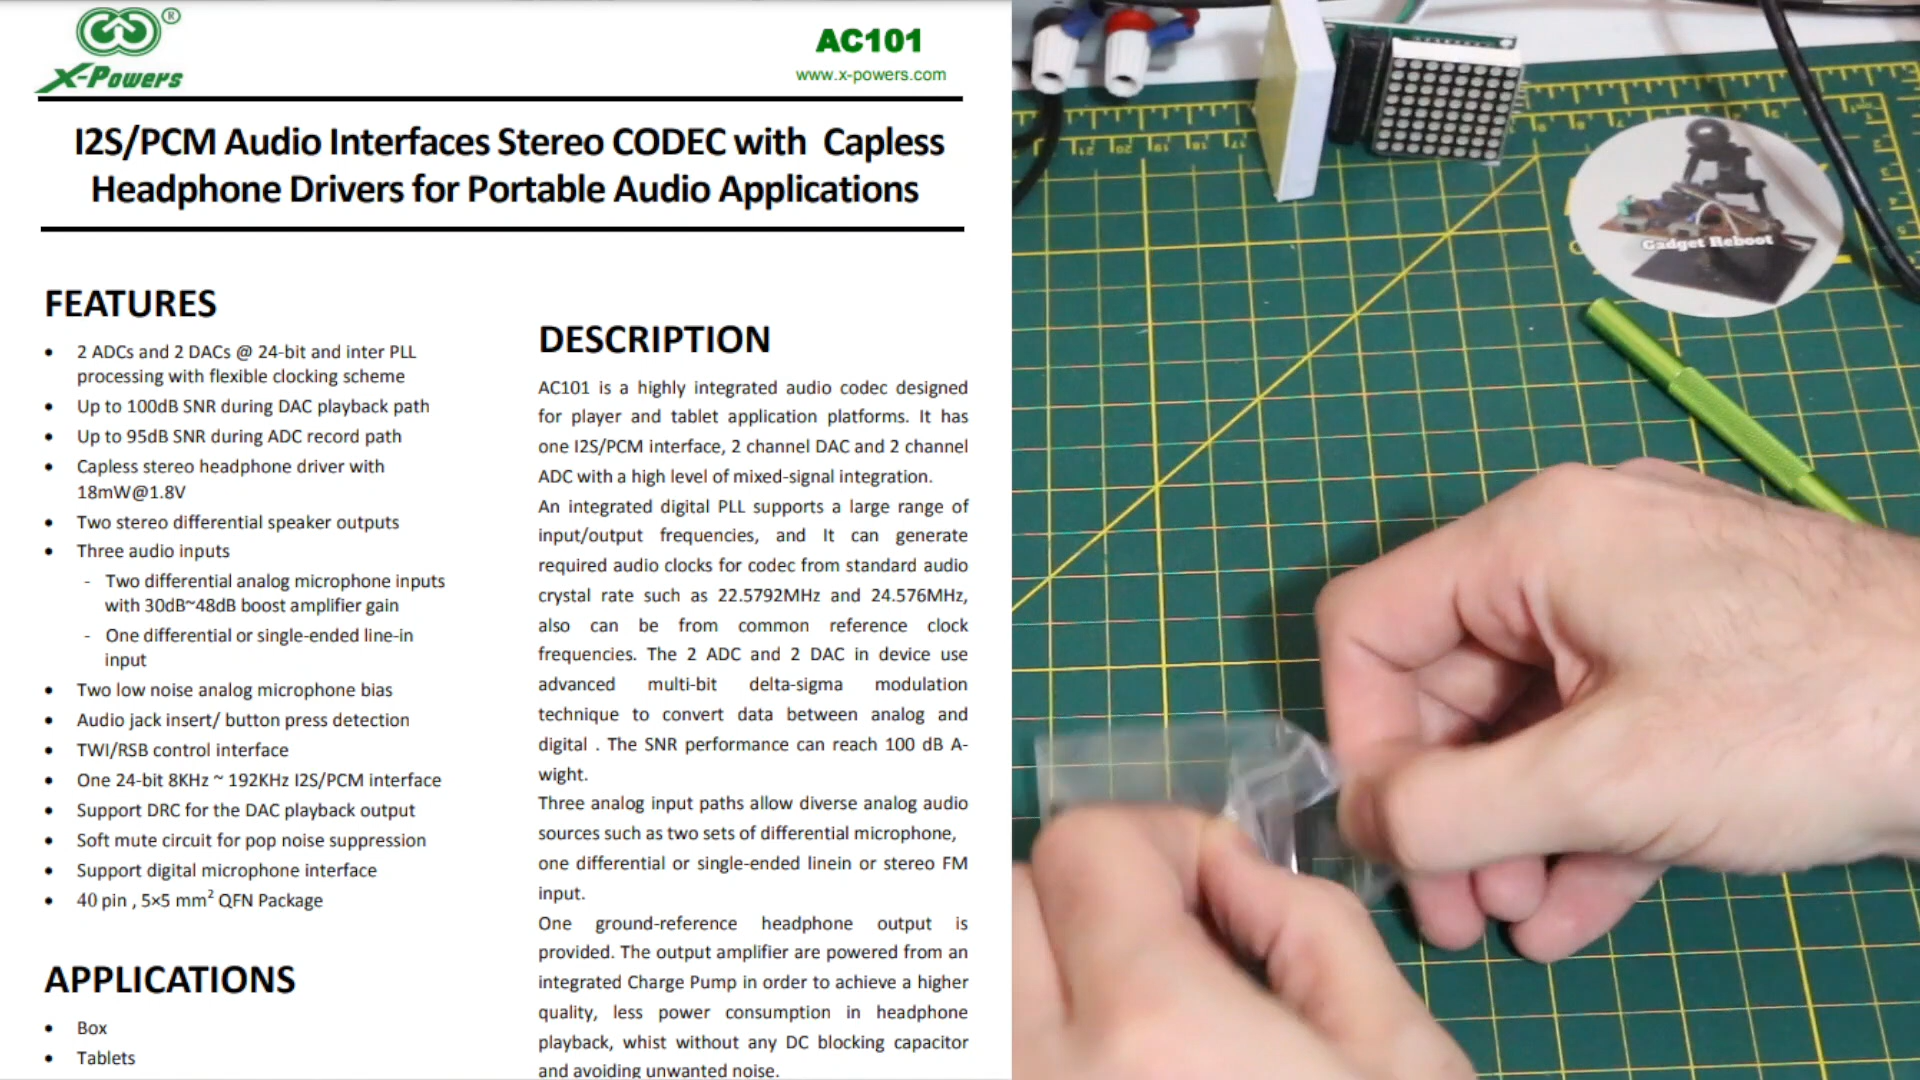 X-Powers
®
AC101
www.x-powers.com
I2S/PCM Audio Interfaces Stereo CODEC with Capless
Headphone Drivers for Portable Audio Applications
FEATURES
• 2 ADCs and 2 DACs @ 24-bit and inter PLL
processing with flexible clocking scheme
• Up to 100dB SNR during DAC playback path
• Up to 95dB SNR during ADC record path
• Capless stereo headphone driver with
18mW@1.8V
• Two stereo differential speaker outputs
• Three audio inputs
- Two differential analog microphone inputs
with 30dB~48dB boost amplifier gain
- One differential or single-ended line-in
input
• Two low noise analog microphone bias
• Audio jack insert/ button press detection
• TWI/RSB control interface
• One 24-bit 8KHz ~ 192KHz I2S/PCM interface
• Support DRC for the DAC playback output
• Soft mute circuit for pop noise suppression
• Support digital microphone interface
• 40 pin , 5×5 mm² QFN Package
APPLICATIONS
• Box
• Tablets
DESCRIPTION
AC101 is a highly integrated audio codec designed
for player and tablet application platforms. It has
one I2S/PCM interface, 2 channel DAC and 2 channel
ADC with a high level of mixed-signal integration.
An integrated digital PLL supports a large range of
input/output frequencies, and It can generate
required audio clocks for codec from standard audio
crystal rate such as 22.5792MHz and 24.576MHz,
also can be from common reference clock
frequencies. The 2 ADC and 2 DAC in device use
advanced multi-bit delta-sigma modulation
technique to convert data between analog and
digital . The SNR performance can reach 100 dB A-
wight.
Three analog input paths allow diverse analog audio
sources such as two sets of differential microphone,
one differential or single-ended linein or stereo FM
input.
One ground-reference headphone output is
provided. The output amplifier are powered from an
integrated Charge Pump in order to achieve a higher
quality, less power consumption in headphone
playback, whist without any DC blocking capacitor
and avoiding unwanted noise.
21 20 19 18 17
Gadget Reboot